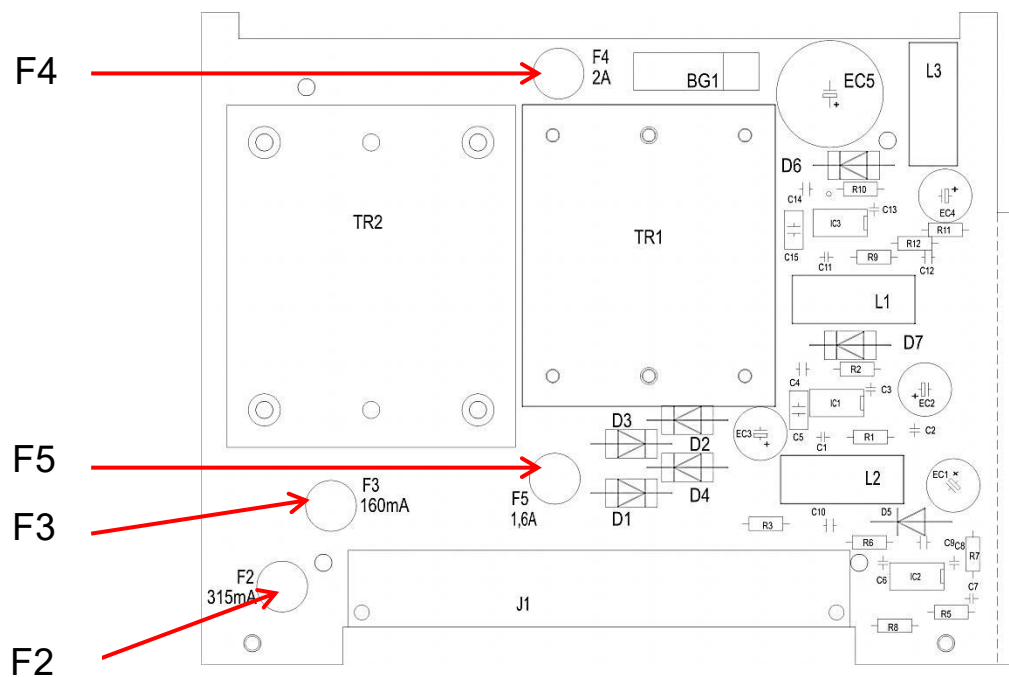 F4
F4
2A
BG1
EC5
L3
D6
C14
R10
C13
EC4
IC3
R11
R12
TR2
TR1
C15
C11
R9
C12
L1
D7
C4
R2
C3
IC1
EC2
D3
D2
EC3
C5
C1
R1
C2
F5
F3
160mA
F5
1,6A
D4
D1
L2
EC1
F3
R3
C10
D5
R6
C9
C8
R7
F2
315mA
J1
C6
IC2
C7
R5
R8
F2